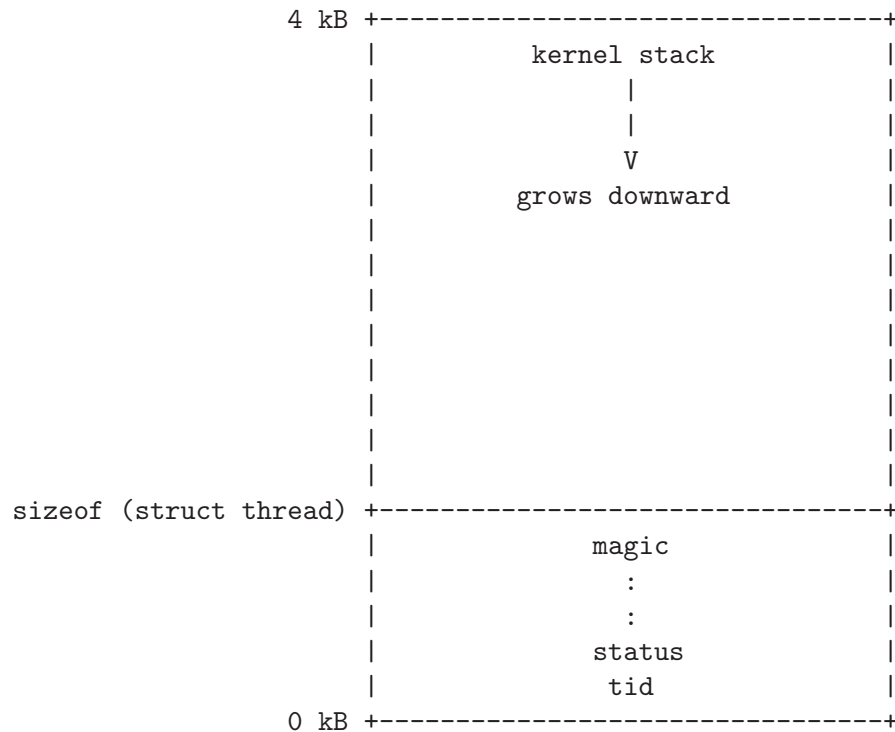 4 kB +---------------------------------+
|          kernel stack           |
|                |                |
|                |                |
|                V                |
|         grows downward          |
|                                 |
|                                 |
|                                 |
|                                 |
|                                 |
|                                 |
|                                 |
|                                 |
sizeof (struct thread) +---------------------------------+
|              magic              |
|                :                |
|                :                |
|              status             |
|               tid               |
0 kB +---------------------------------+